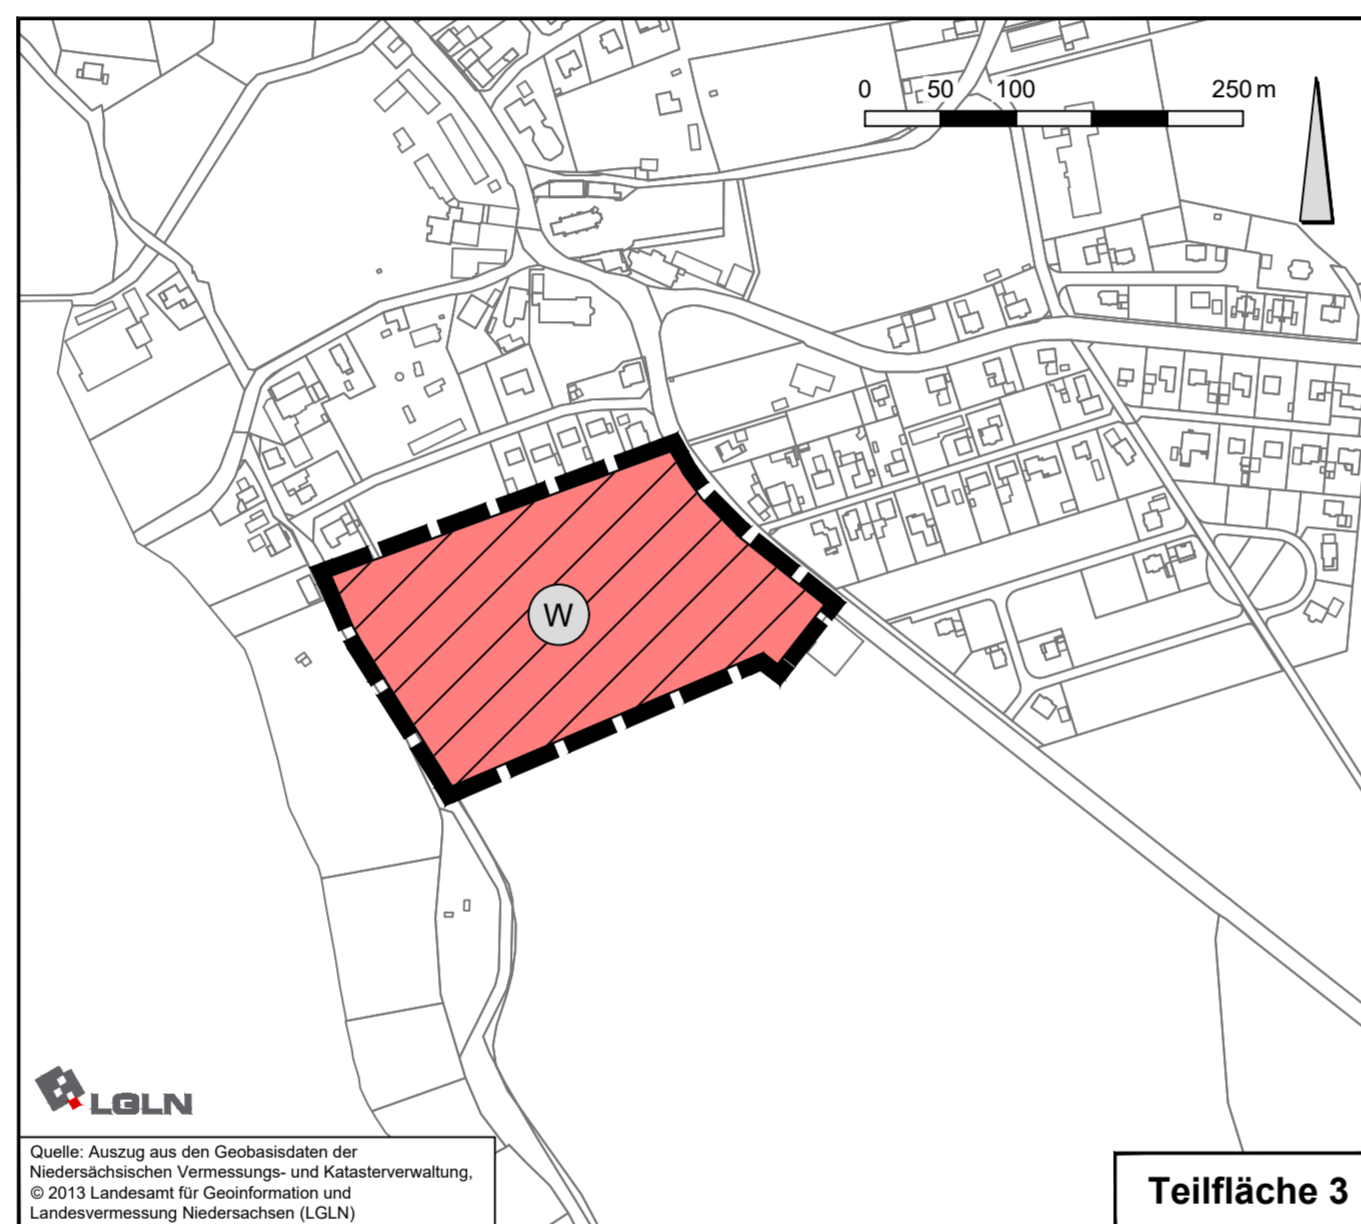 0 50 100 250 m
W
LGLN
Quelle: Auszug aus den Geobasisdaten der
Niedersächsischen Vermessungs- und Katasterverwaltung,
© 2013 Landesamt für Geoinformation und
Landesvermessung Niedersachsen (LGLN)
Teilfläche 3